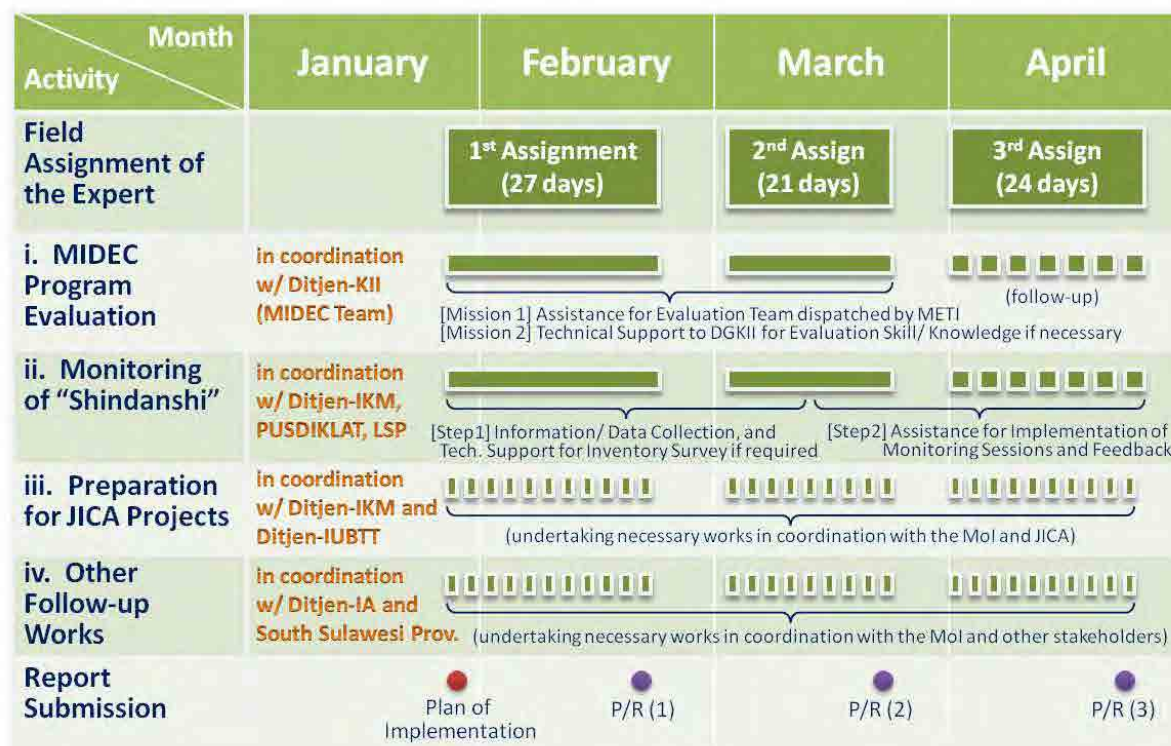 Month
Activity
January
February
March
April
Field
Assignment of
the Expert
1st Assignment
(27 days)
2nd Assign
(21 days)
3rd Assign
(24 days)
i. MIDEC
Program
Evaluation
in coordination
w/ Ditjen-KII
(MIDEC Team)
(follow-up)
[Mission 1] Assistance for Evaluation Team dispatched by METI
[Mission 2] Technical Support to DGKII for Evaluation Skill/ Knowledge if necessary
ii. Monitoring
of “Shindanshi”
in coordination
w/ Ditjen-IKM,
PUSDIKLAT, LSP
[Step1] Information/ Data Collection, and
Tech. Support for Inventory Survey if required
[Step2] Assistance for Implementation of
Monitoring Sessions and Feedback
iii. Preparation
for JICA Projects
in coordination
w/ Ditjen-IKM and
Ditjen-IUBTT
(undertaking necessary works in coordination with the MoI and JICA)
iv. Other
Follow-up
Works
in coordination
w/ Ditjen-IA and
South Sulawesi Prov.
(undertaking necessary works in coordination with the MoI and other stakeholders)
Report
Submission
Plan of
Implementation
P/R (1)
P/R (2)
P/R (3)